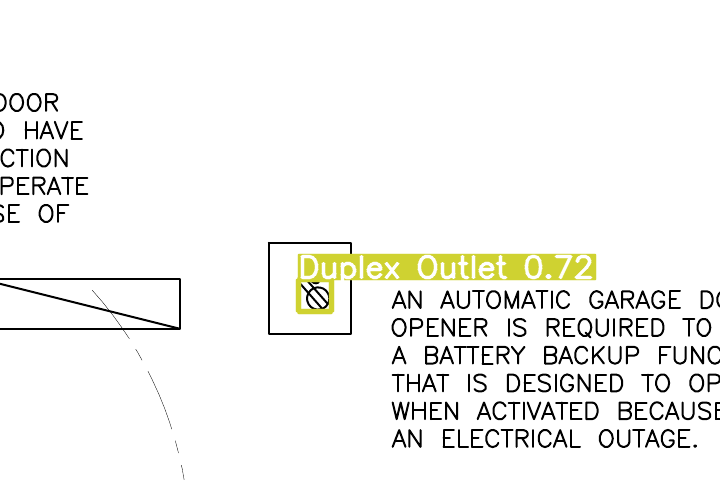 DOOR
HAVE
CTION
PERATE
SE OF
Duplex Outlet 0.72
AN AUTOMATIC GARAGE DO
OPENER IS REQUIRED TO
A BATTERY BACKUP FUNC
THAT IS DESIGNED TO OP
WHEN ACTIVATED BECAUSE
AN ELECTRICAL OUTAGE.